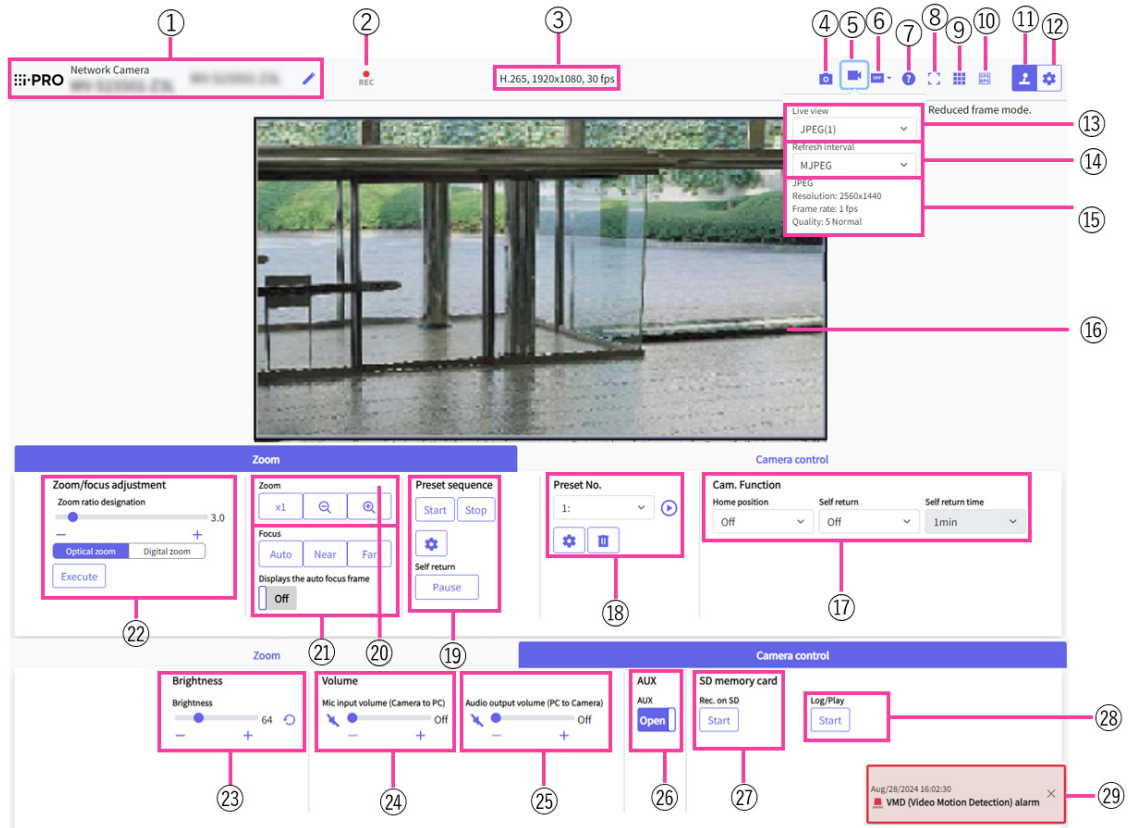 ① ② ③ ④ ⑤ ⑥ ⑦ ⑧ ⑨ ⑩ ⑪ ⑫
i-PRO Network Camera
REC
H.265, 1920x1080, 30 fps
Reduced frame mode.
Live view
JPEG(1)
⑬
Refresh interval
MJPEG
⑭
JPEG
Resolution: 2560x1440
Frame rate: 1 fps
Quality: 5 Normal
⑮
⑯
Zoom
Camera control
Zoom/focus adjustment
Zoom ratio designation
3.0
− +
Optical zoom Digital zoom
Execute
㉒
Zoom
x1
Focus
Auto Near Far
Displays the auto focus frame
Off
㉑ ⑳
Preset sequence
Start Stop
Self return
Pause
⑲
Preset No.
1:
⑱
Cam. Function
Home position Self return Self return time
Off Off 1min
⑰
Zoom
Camera control
Brightness
Brightness
64
− +
㉓
Volume
Mic input volume (Camera to PC)
Off
− +
㉔
Audio output volume (PC to Camera)
Off
− +
㉕
AUX
AUX
Open
㉖
SD memory card
Rec. on SD
Start
㉗
Log/Play
Start
㉘
Aug/28/2024 16:02:30
VMD (Video Motion Detection) alarm
㉙